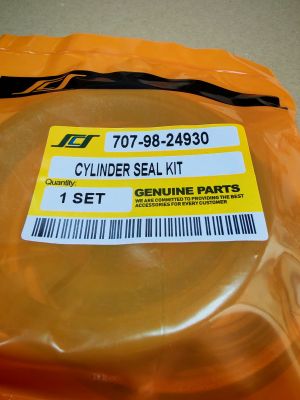 SCS 707-98-24930
CYLINDER SEAL KIT
Quantity:
1 SET
GENUINE PARTS
WE ARE COMMITTED TO PROVIDING THE BEST
ACCESSORIES FOR EVERY CUSTOMER